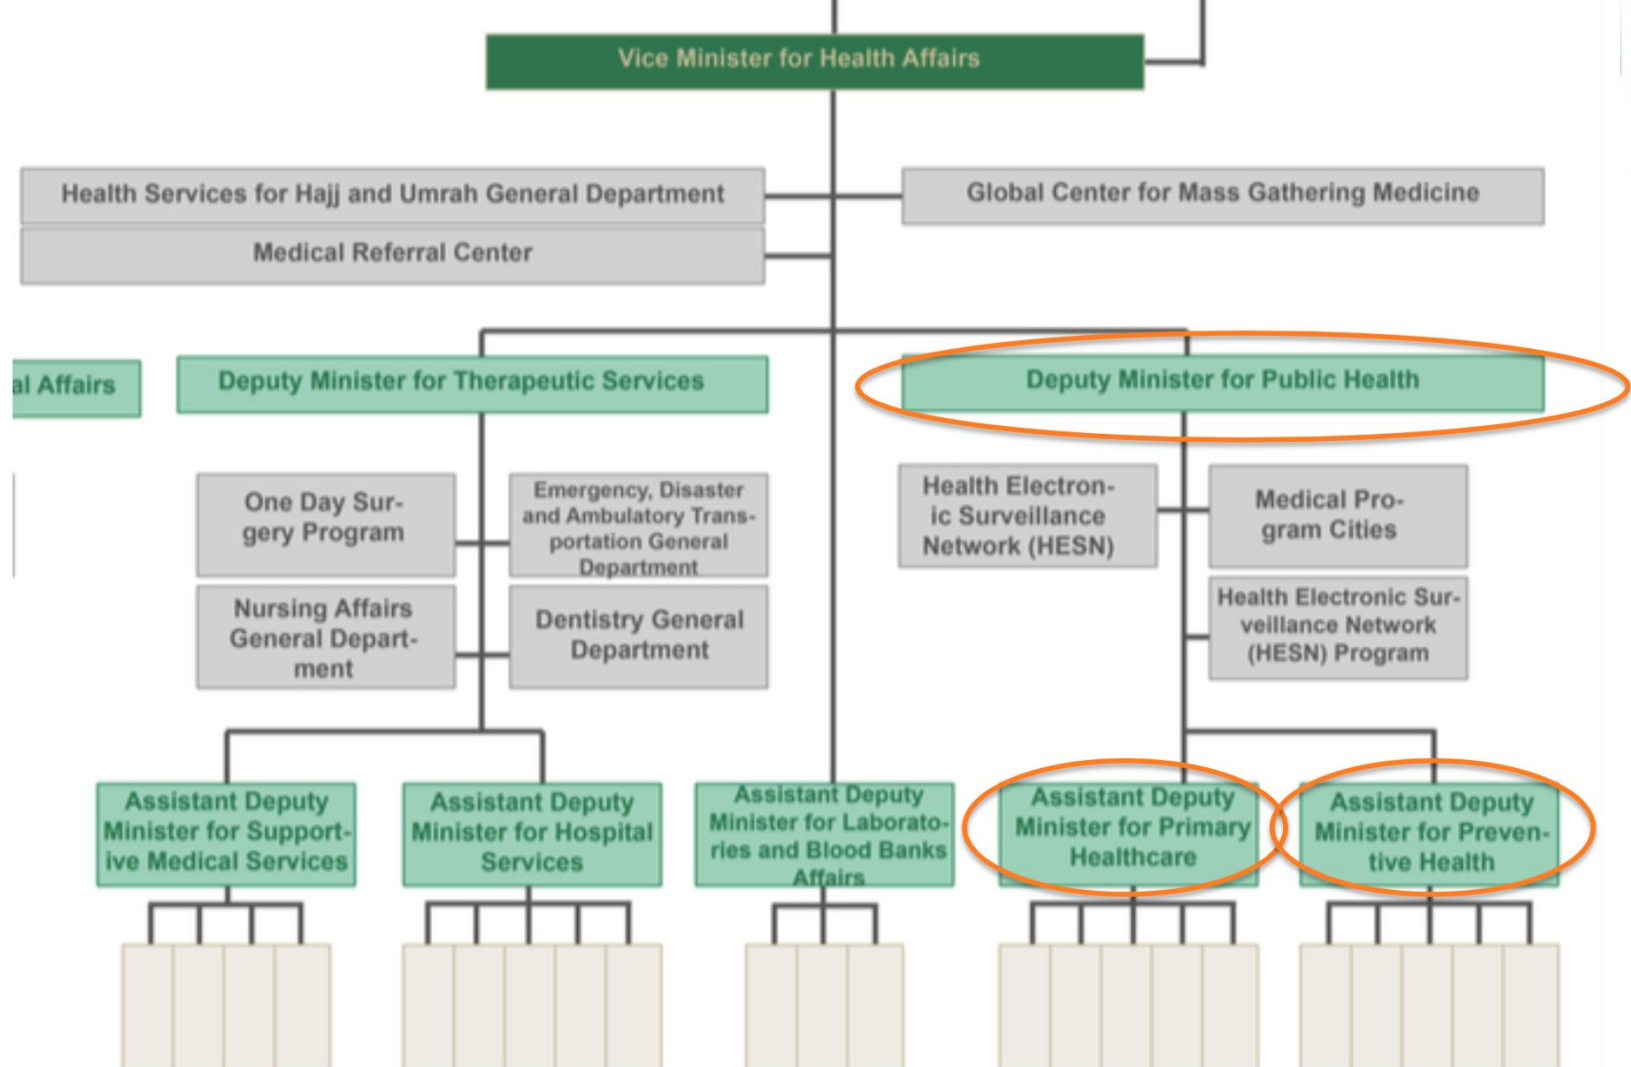 Vice Minister for Health Affairs
Health Services for Hajj and Umrah General Department
Global Center for Mass Gathering Medicine
Medical Referral Center
al Affairs
Deputy Minister for Therapeutic Services
Deputy Minister for Public Health
One Day Sur-
gery Program
Emergency, Disaster
and Ambulatory Trans-
portation General
Department
Health Electron-
ic Surveillance
Network (HESN)
Medical Pro-
gram Cities
Nursing Affairs
General Depart-
ment
Dentistry General
Department
Health Electronic Sur-
veillance Network
(HESN) Program
Assistant Deputy
Minister for Support-
ive Medical Services
Assistant Deputy
Minister for Hospital
Services
Assistant Deputy
Minister for Laborato-
ries and Blood Banks
Affairs
Assistant Deputy
Minister for Primary
Healthcare
Assistant Deputy
Minister for Preven-
tive Health